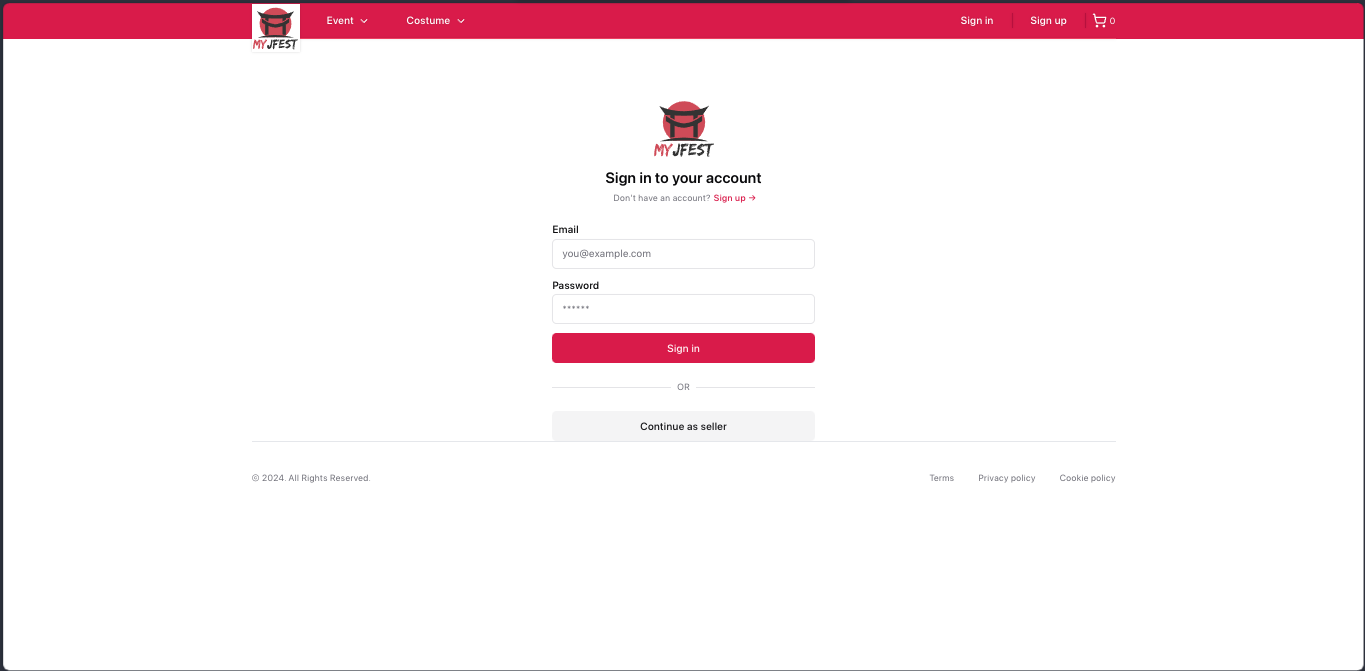 MYJFEST
Event Costume Sign in Sign up 0
MYJFEST
Sign in to your account
Don't have an account? Sign up →
Email
you@example.com
Password
••••••
Sign in
OR
Continue as seller
© 2024. All Rights Reserved. Terms Privacy policy Cookie policy